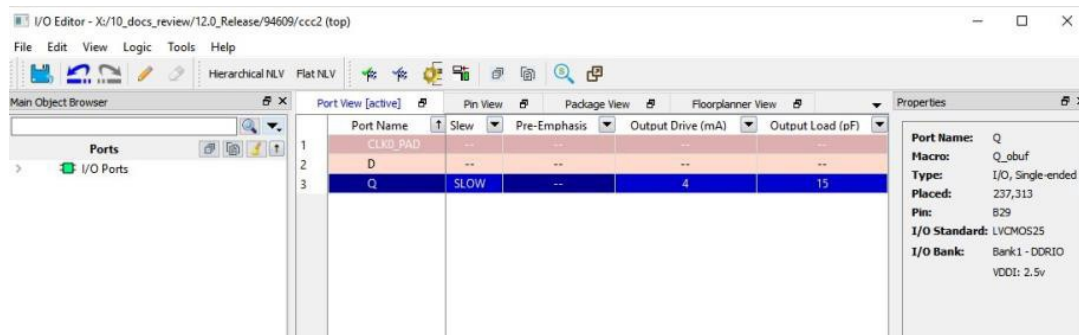 I/O Editor - X:/10_docs_review/12.0_Release/94609/ccc2 (top)
File Edit View Logic Tools Help
Hierarchical NLV Flat NLV
Main Object Browser
Port View [active] Pin View Package View Floorplanner View
Properties
Port Name Slew Pre-Emphasis Output Drive (mA) Output Load (pF)
Ports
1 CLK0_PAD -- -- -- --
I/O Ports
2 D -- -- -- --
3 Q SLOW -- 4 15
Port Name: Q
Macro: Q_obuf
Type: I/O, Single-ended
Placed: 237,313
Pin: B29
I/O Standard: LVCMOS25
I/O Bank: Bank1 - DDRIO
VDDI: 2.5v